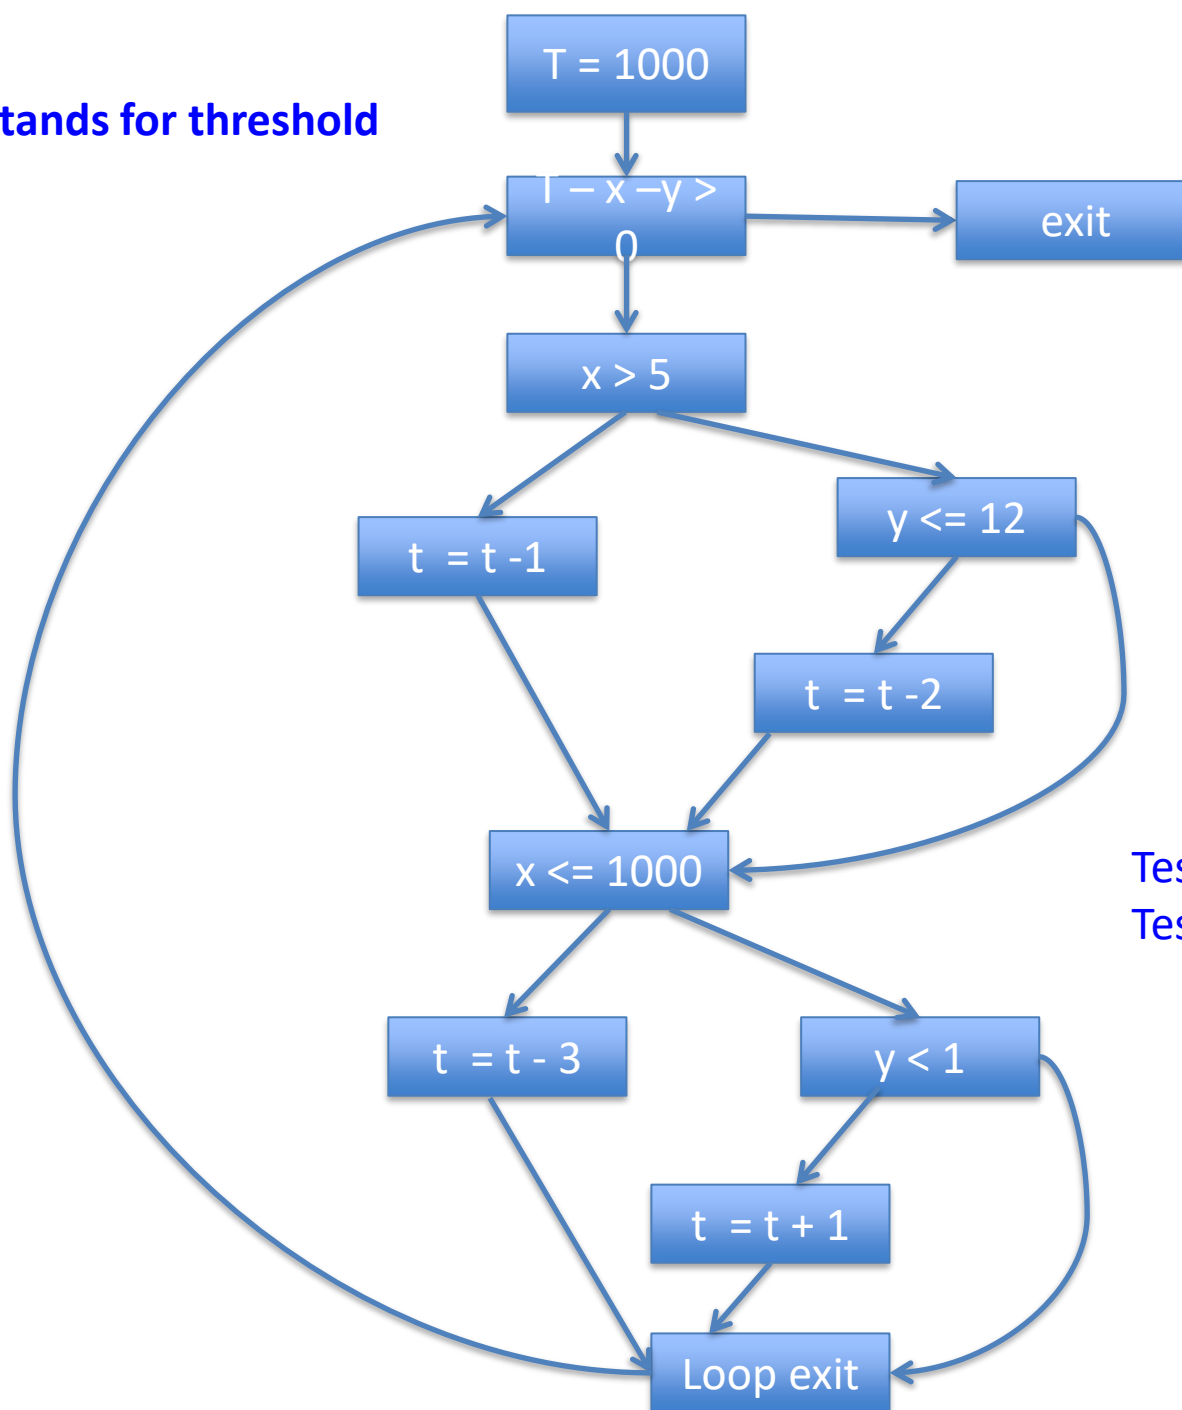 T = 1000
tands for threshold
T – x –y >
0
exit
x > 5
y <= 12
t = t -1
t = t -2
x <= 1000
Tes
Tes
t = t - 3
y < 1
t = t + 1
Loop exit